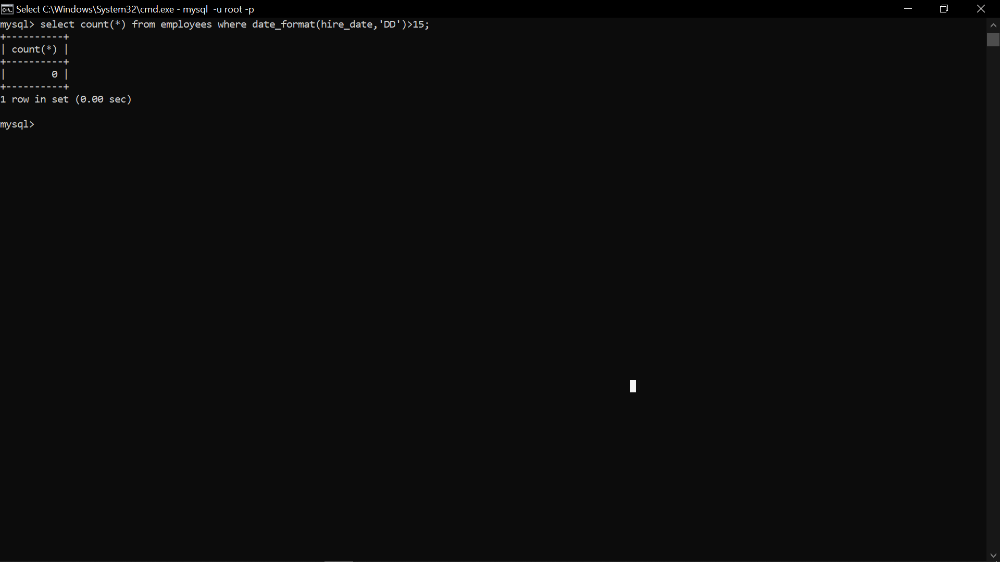 Select C:\Windows\System32\cmd.exe - mysql  -u root -p
mysql> select count(*) from employees where date_format(hire_date,'DD')>15;
+----------+
| count(*) |
+----------+
|        0 |
+----------+
1 row in set (0.00 sec)
mysql>